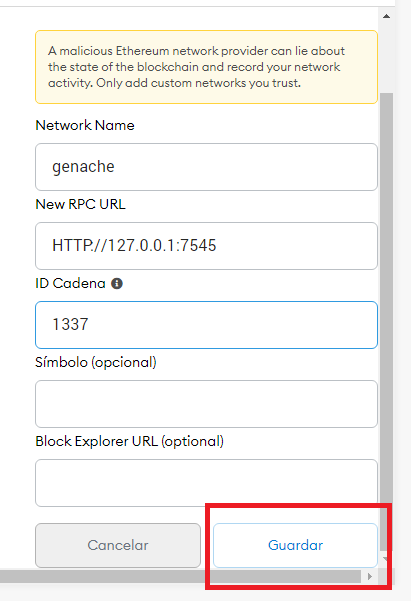 A malicious Ethereum network provider can lie about
the state of the blockchain and record your network
activity. Only add custom networks you trust.
Network Name
genache
New RPC URL
HTTP://127.0.0.1:7545
ID Cadena
1337
Símbolo (opcional)
Block Explorer URL (optional)
Cancelar Guardar